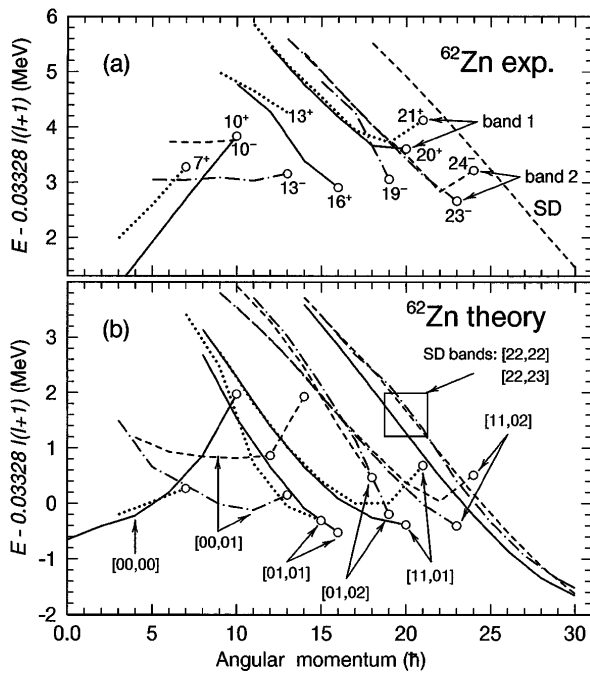 6
5
4
3
2
E - 0.03328 I(I+1) (MeV)
(a)
⁶²Zn exp.
10⁺
10⁻
7⁺
13⁺
13⁻
16⁺
19⁻
20⁺
21⁺
band 1
24⁻
band 2
23⁻
SD
3
2
1
0
-1
-2
E - 0.03328 I(I+1) (MeV)
(b)
⁶²Zn theory
SD bands: [22,22]
[22,23]
[11,02]
[00,00]
[00,01]
[01,01]
[01,02]
[11,01]
0.0 5 10 15 20 25 30
Angular momentum (ħ)